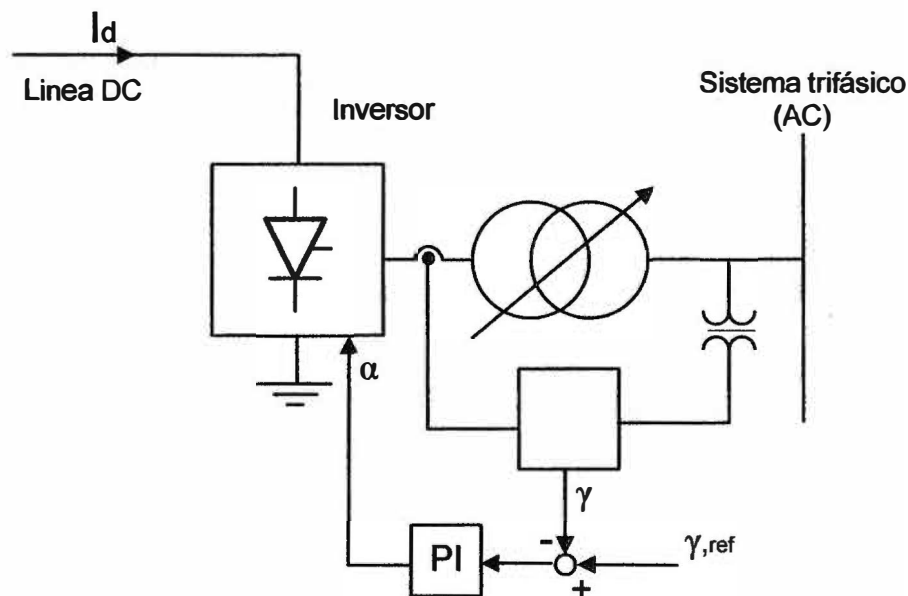 Id
Linea DC
Inversor
Sistema trifásico
(AC)
α
γ
PI
-
+
γ,ref